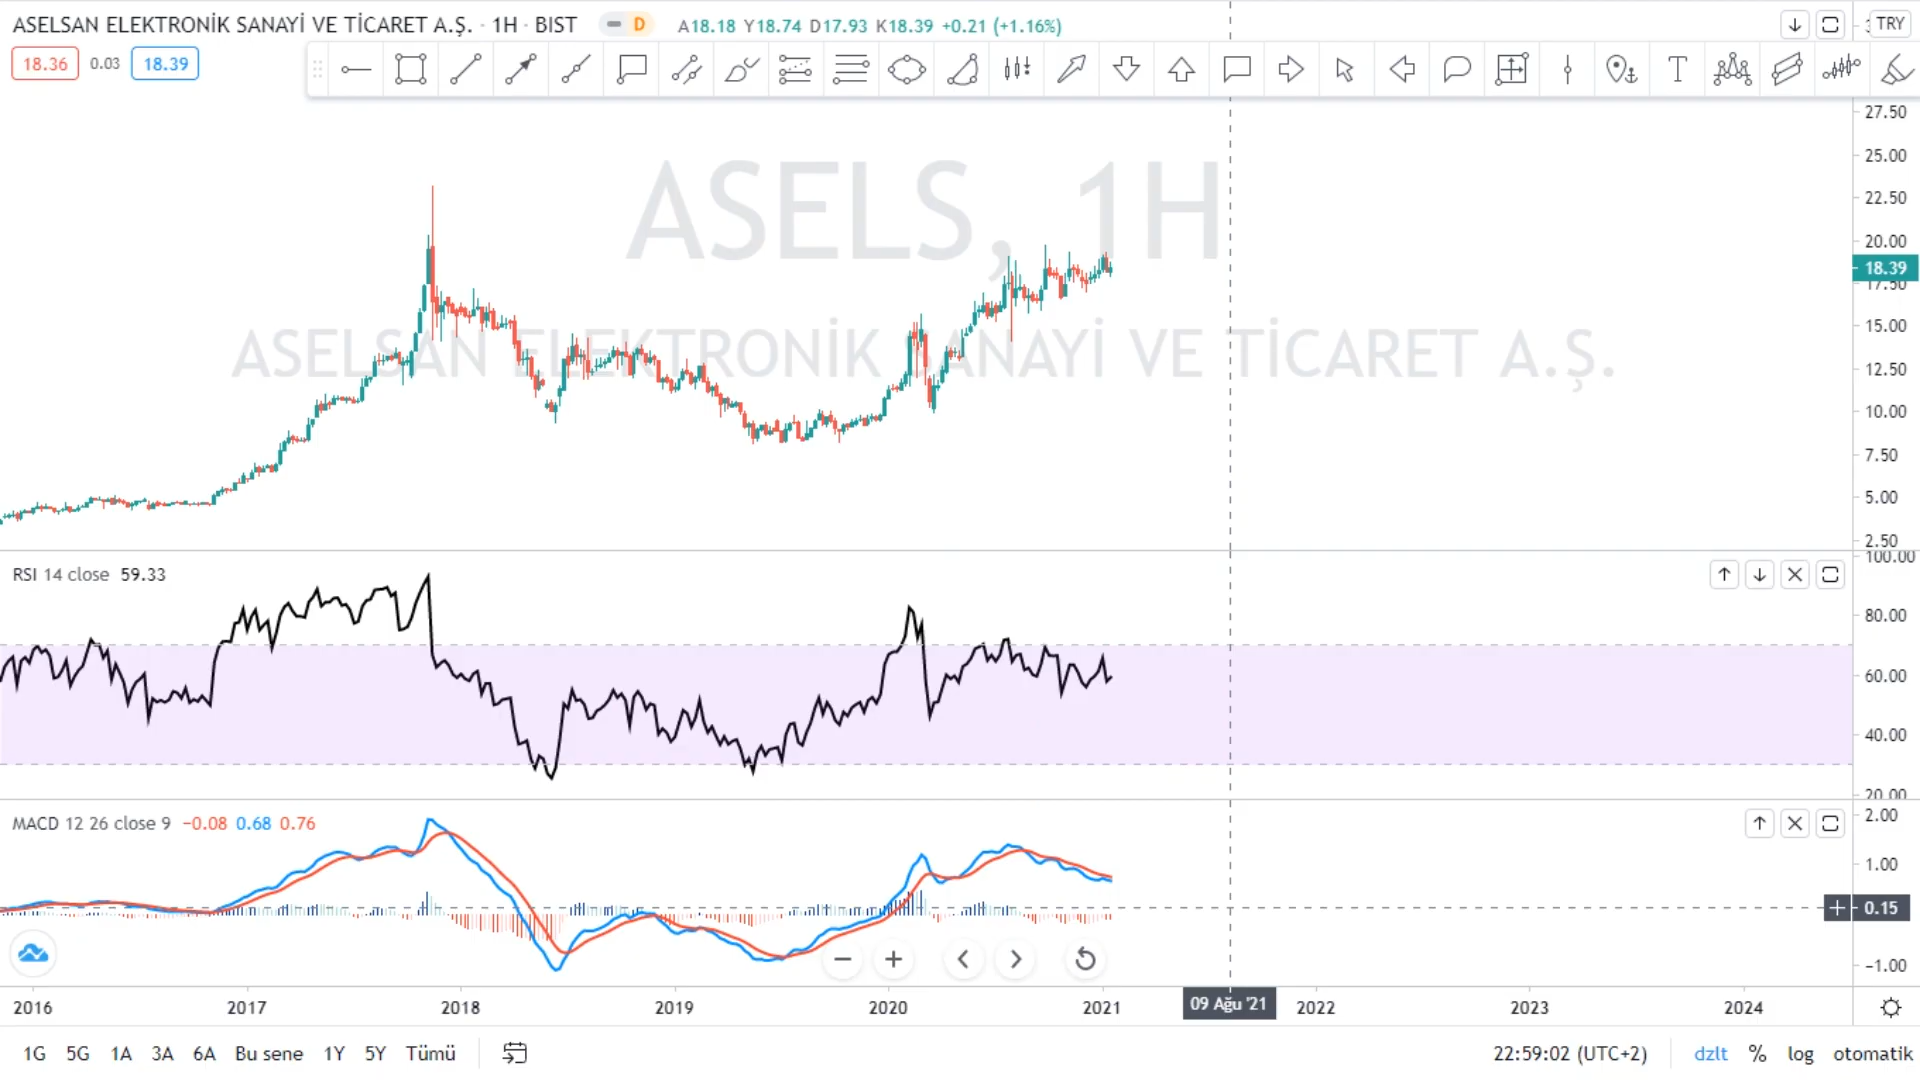 ASELSAN ELEKTRONİK SANAYİ VE TİCARET A.Ş. · 1H · BIST D A18.18 Y18.74 D17.93 K18.39 +0.21 (+1.16%) TRY
18.36 0.03 18.39
T
27.50
25.00
22.50
20.00
18.39
17.50
15.00
12.50
10.00
7.50
5.00
2.50
ASELS, 1H
ASELSAN ELEKTRONİK SANAYİ VE TİCARET A.Ş.
RSI 14 close 59.33
100.00
80.00
60.00
40.00
20.00
MACD 12 26 close 9 −0.08 0.68 0.76
2.00
1.00
0.15
−1.00
2016 2017 2018 2019 2020 2021 09 Ağu '21 2022 2023 2024
1G 5G 1A 3A 6A Bu sene 1Y 5Y Tümü 22:59:02 (UTC+2) dzlt % log otomatik